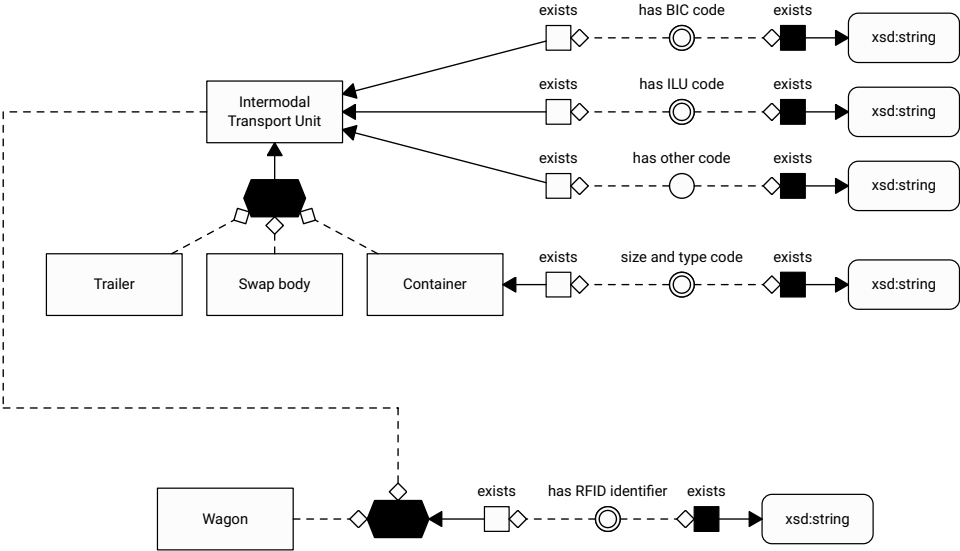 exists has BIC code exists
xsd:string
Intermodal
Transport Unit
exists has ILU code exists
xsd:string
exists has other code exists
xsd:string
Trailer
Swap body
Container
exists size and type code exists
xsd:string
Wagon
exists has RFID identifier exists
xsd:string